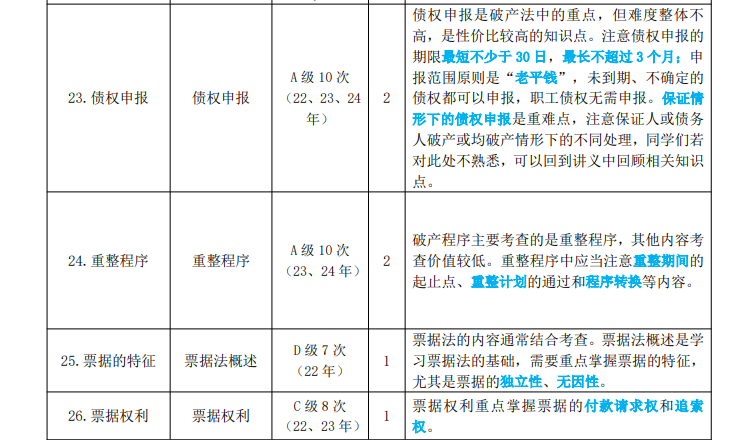 23.债权申报
债权申报
A 级 10 次
（22、23、24
年）
2
债权申报是破产法中的重点，但难度整体不
高，是性价比较高的知识点。注意债权申报的
期限最短不少于 30 日，最长不超过 3 个月；申
报范围原则是“老平钱”，未到期、不确定的
债权都可以申报，职工债权无需申报。保证情
形下的债权申报是重难点，注意保证人或债务
人破产或均破产情形下的不同处理，同学们若
对此处不熟悉，可以回到讲义中回顾相关知识
点。
24.重整程序
重整程序
A 级 10 次
（23、24 年）
2
破产程序主要考查的是重整程序，其他内容考
查价值较低。重整程序中应当注意重整期间的
起止点、重整计划的通过和程序转换等内容。
25.票据的特征
票据法概述
D 级 7 次
（22 年）
1
票据法的内容通常结合考查。票据法概述是学
习票据法的基础，需要重点掌握票据的特征，
尤其是票据的独立性、无因性。
26.票据权利
票据权利
C 级 8 次
（22、23 年）
1
票据权利重点掌握票据的付款请求权和追索
权。